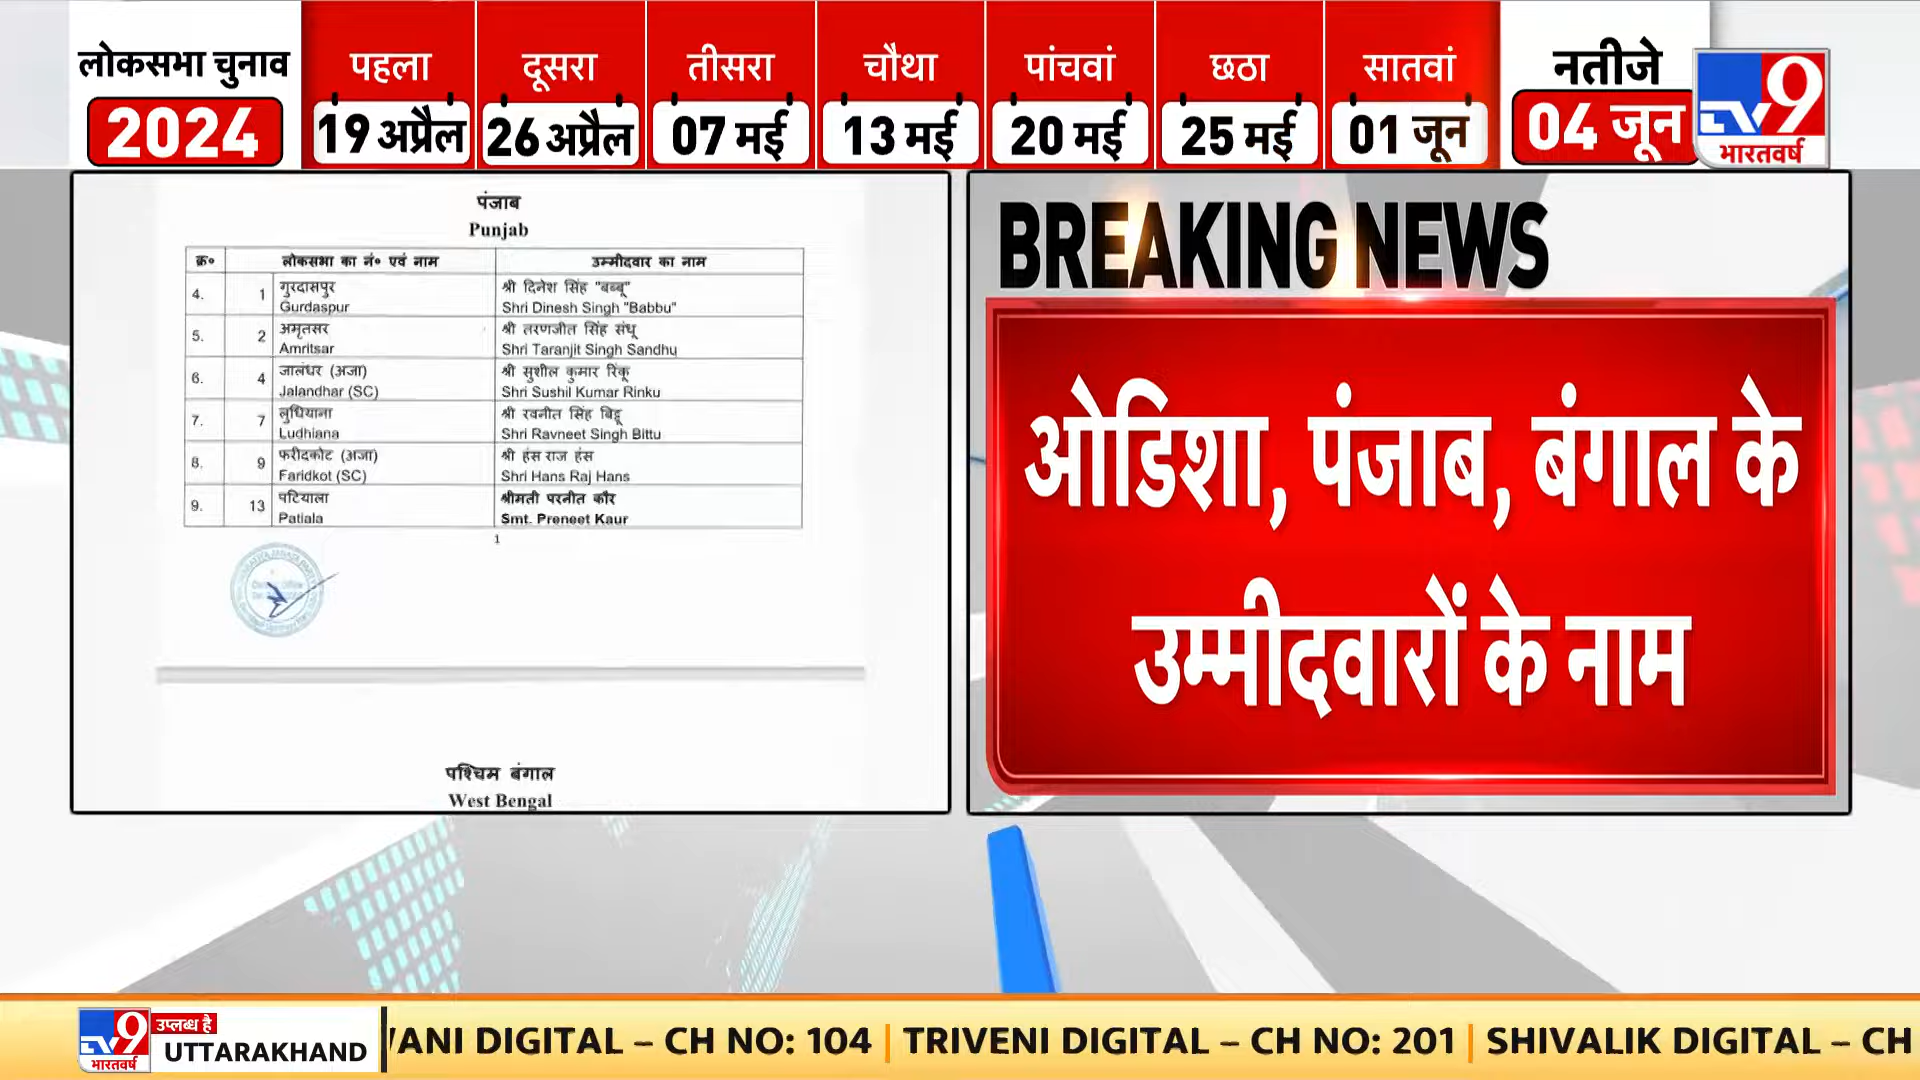 लोकसभा चुनाव
2024
पहला
19 अप्रैल
दूसरा
26 अप्रैल
तीसरा
07 मई
चौथा
13 मई
पांचवां
20 मई
छठा
25 मई
सातवां
01 जून
नतीजे
04 जून
TV9
भारतवर्ष
पंजाब
Punjab
क्र० लोकसभा का नं० एवं नाम उम्मीदवार का नाम
4. 1 गुरदासपुर श्री दिनेश सिंह "बब्बू"
Gurdaspur Shri Dinesh Singh "Babbu"
5. 2 अमृतसर श्री तरणजीत सिंह संधू
Amritsar Shri Taranjit Singh Sandhu
6. 4 जालंधर (अजा) श्री सुशील कुमार रिंकू
Jalandhar (SC) Shri Sushil Kumar Rinku
7. 7 लुधियाना श्री रवनीत सिंह बिट्टू
Ludhiana Shri Ravneet Singh Bittu
8. 9 फरीदकोट (अजा) श्री हंस राज हंस
Faridkot (SC) Shri Hans Raj Hans
9. 13 पटियाला श्रीमती परनीत कौर
Patiala Smt. Preneet Kaur
1
पश्चिम बंगाल
West Bengal
BREAKING NEWS
ओडिशा, पंजाब, बंगाल के
उम्मीदवारों के नाम
TV9
भारतवर्ष
उप्लब्ध है
UTTARAKHAND
VANI DIGITAL – CH NO: 104 | TRIVENI DIGITAL – CH NO: 201 | SHIVALIK DIGITAL – CH